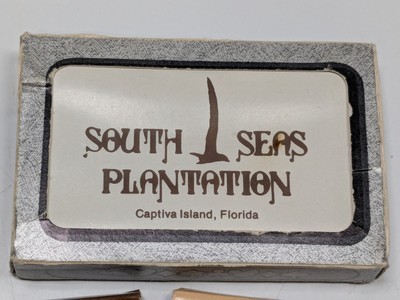 SOUTH SEAS
PLANTATION
Captiva Island, Florida